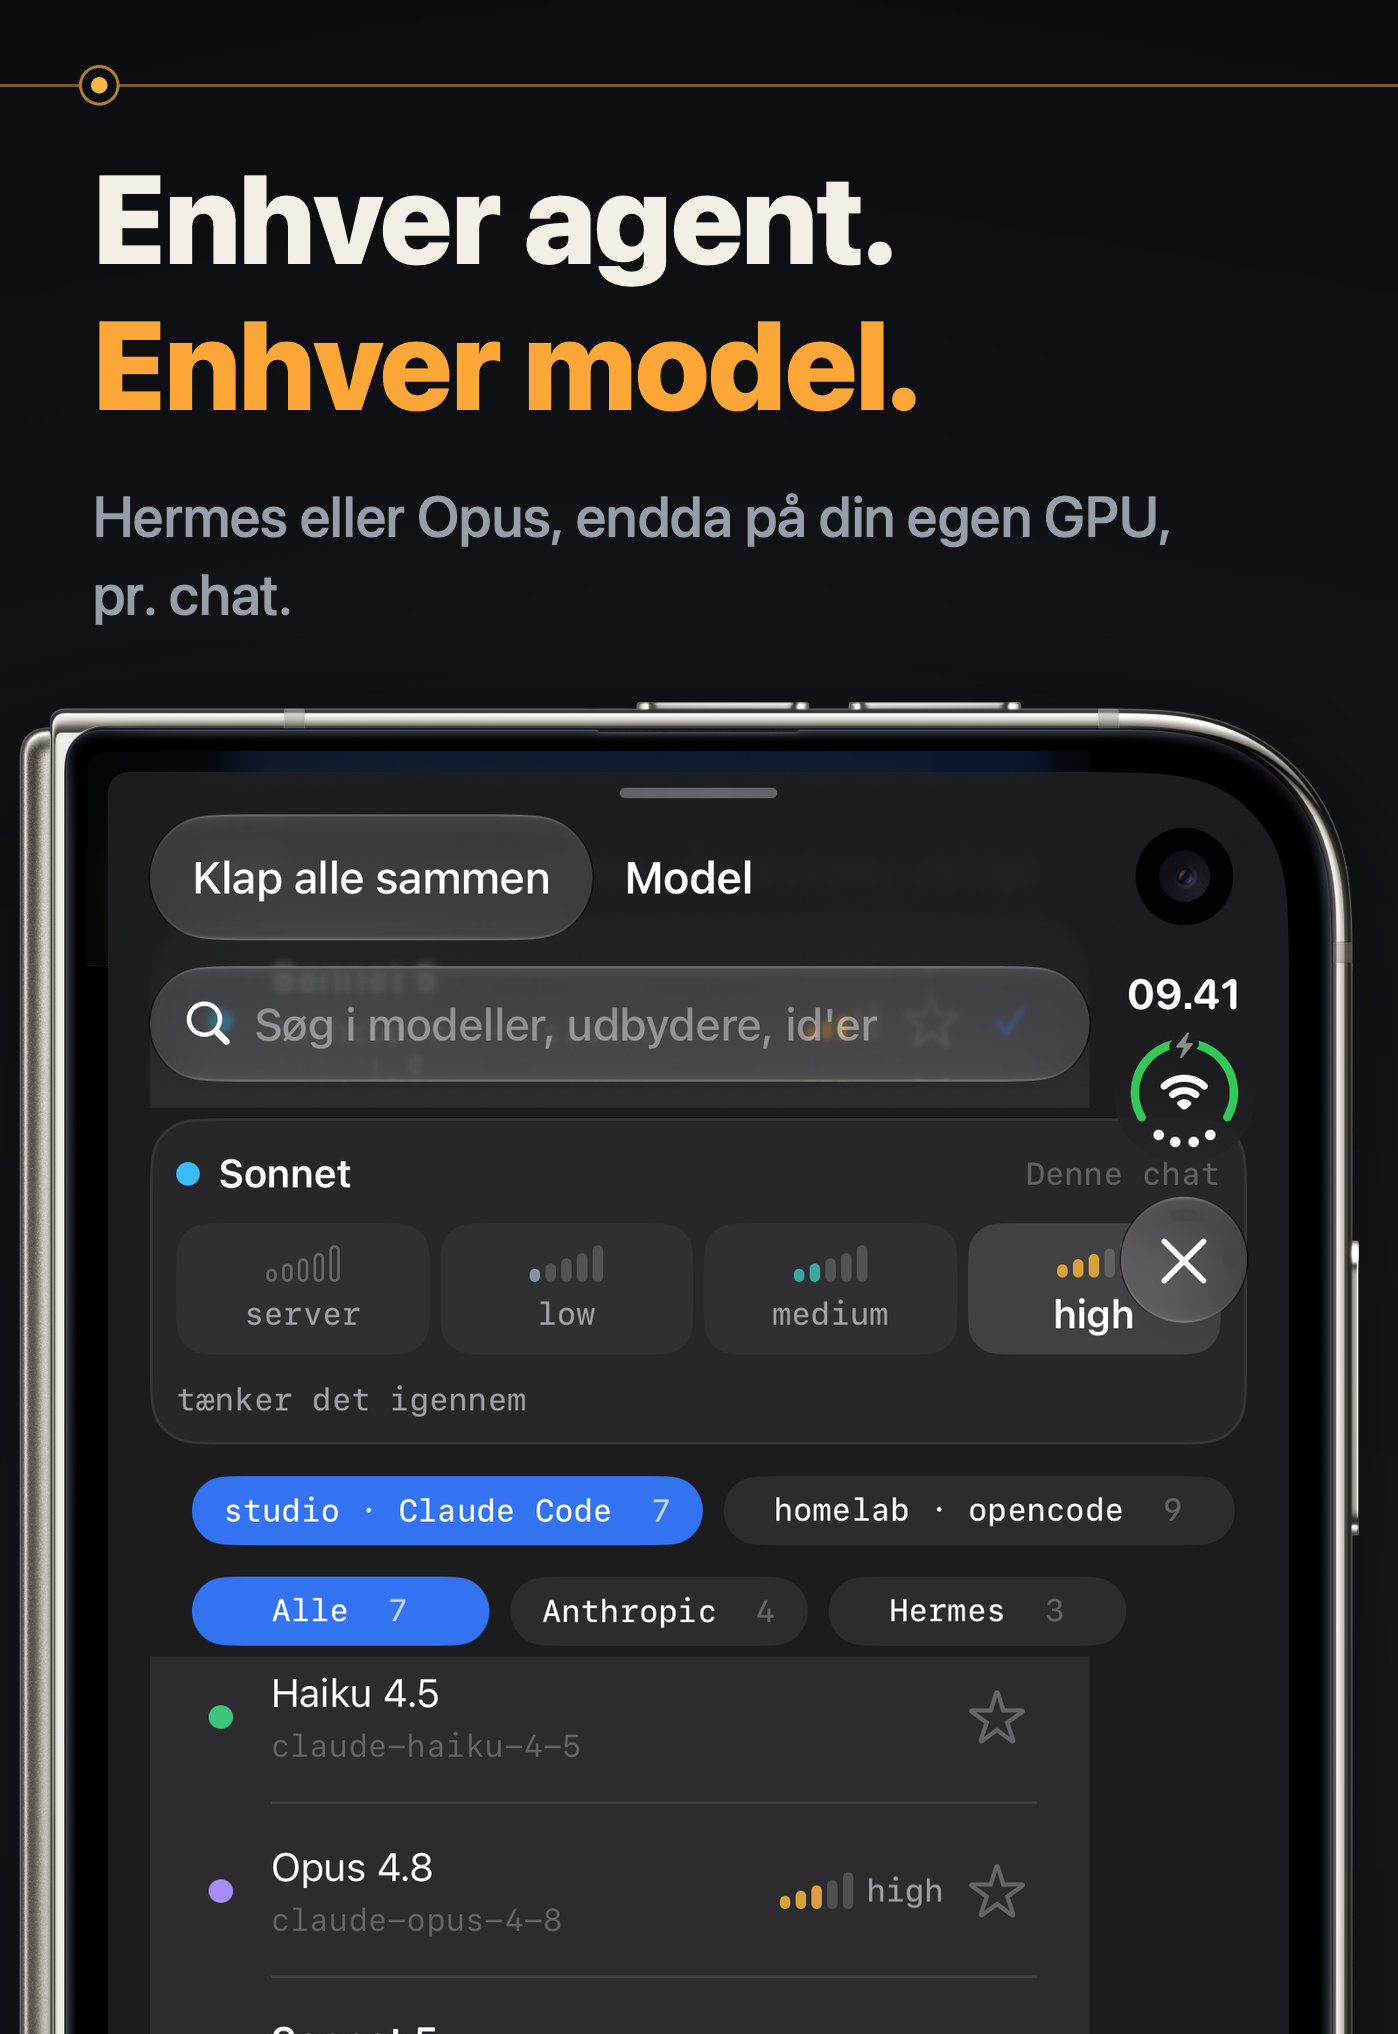 Enhver agent.
Enhver model.
Hermes eller Opus, endda på din egen GPU,
pr. chat.
Klap alle sammen
Model
Søg i modeller, udbydere, id'er
09.41
Sonnet
Denne chat
server
low
medium
high
tænker det igennem
studio · Claude Code 7
homelab · opencode 9
Alle 7
Anthropic 4
Hermes 3
Haiku 4.5
claude-haiku-4-5
Opus 4.8
claude-opus-4-8
high